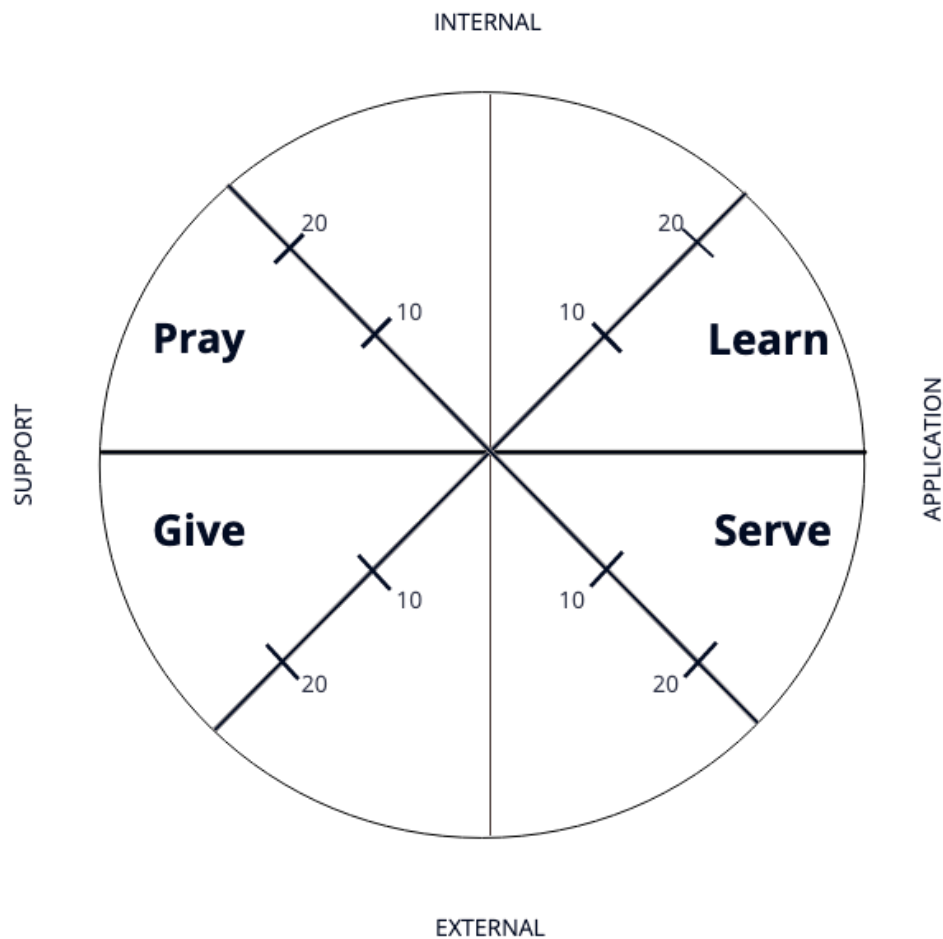 INTERNAL
20
20
10
10
Pray
Learn
SUPPORT
APPLICATION
Give
Serve
10
10
20
20
EXTERNAL